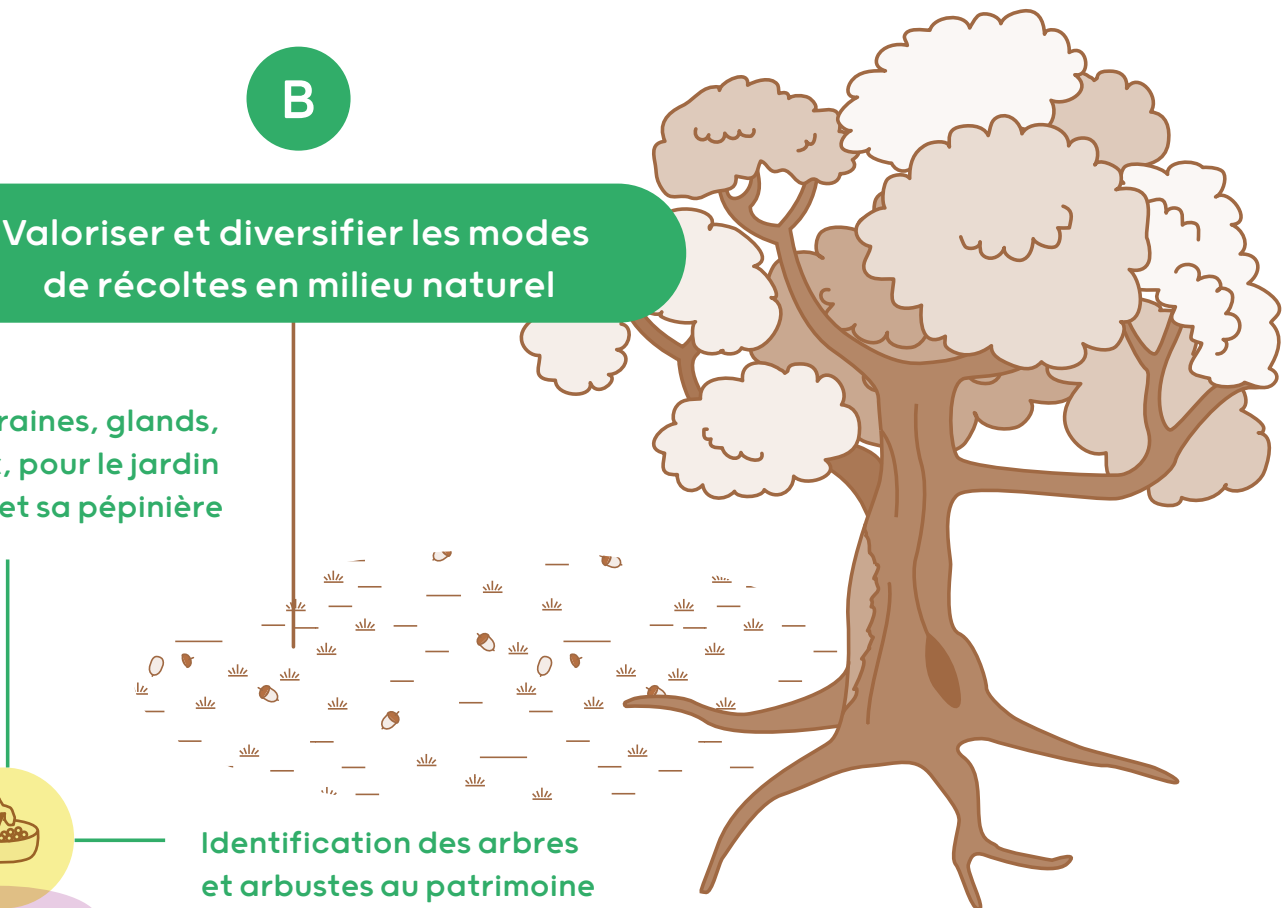 B
Valoriser et diversifier les modes
de récoltes en milieu naturel
glands,
pour le jardin
et sa pépinière
Identification des arbres
et arbustes au patrimoine